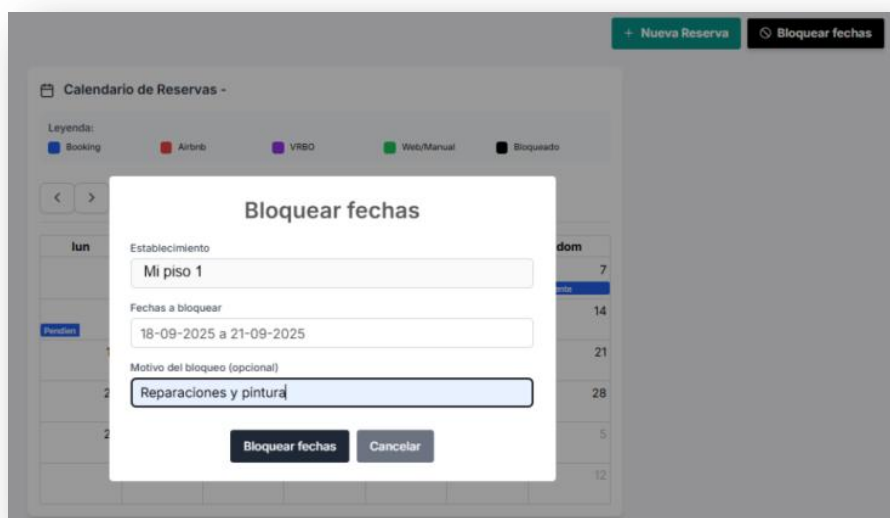 + Nueva Reserva
Bloquear fechas
Calendario de Reservas -
Leyenda:
Booking
Airbnb
VRBO
Web/Manual
Bloqueado
< >
Bloquear fechas
lun
dom
Establecimiento
Mi piso 1
7
Fechas a bloquear
18-09-2025 a 21-09-2025
14
Pendien
Motivo del bloqueo (opcional)
21
Reparaciones y pintura
28
Bloquear fechas
Cancelar
5
12